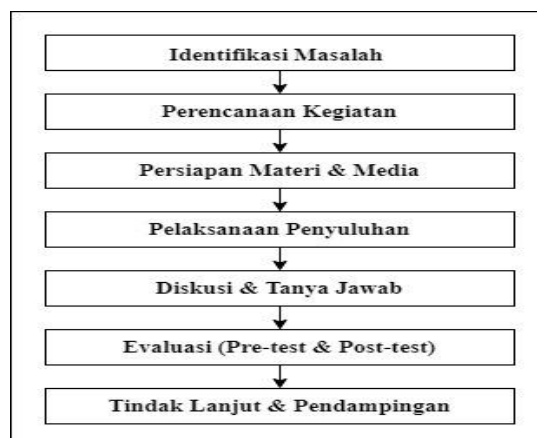 Identifikasi Masalah
Perencanaan Kegiatan
Persiapan Materi & Media
Pelaksanaan Penyuluhan
Diskusi & Tanya Jawab
Evaluasi (Pre-test & Post-test)
Tindak Lanjut & Pendampingan